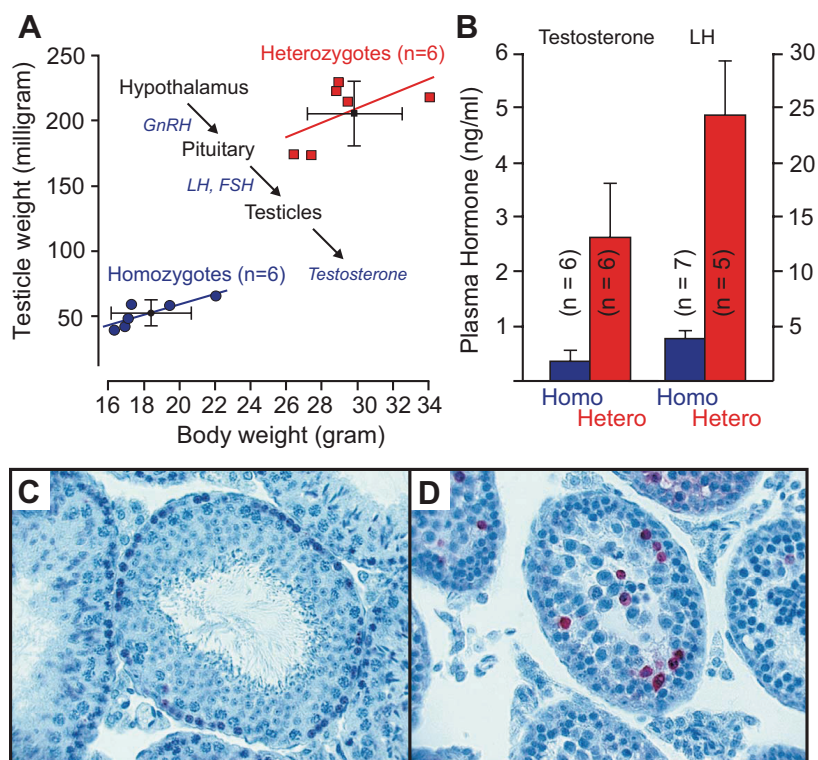 A
Testicle weight (milligram)
250
200
150
100
50
Heterozygotes (n=6)
Hypothalamus
GnRH
Pituitary
LH, FSH
Testicles
Testosterone
Homozygotes (n=6)
16 18 20 22 24 26 28 30 32 34
Body weight (gram)
B
Testosterone LH
Plasma Hormone (ng/ml)
6
5
4
3
2
1
30
25
20
15
10
5
(n = 6)
(n = 6)
(n = 7)
(n = 5)
Homo
Hetero
Homo
Hetero
C
D